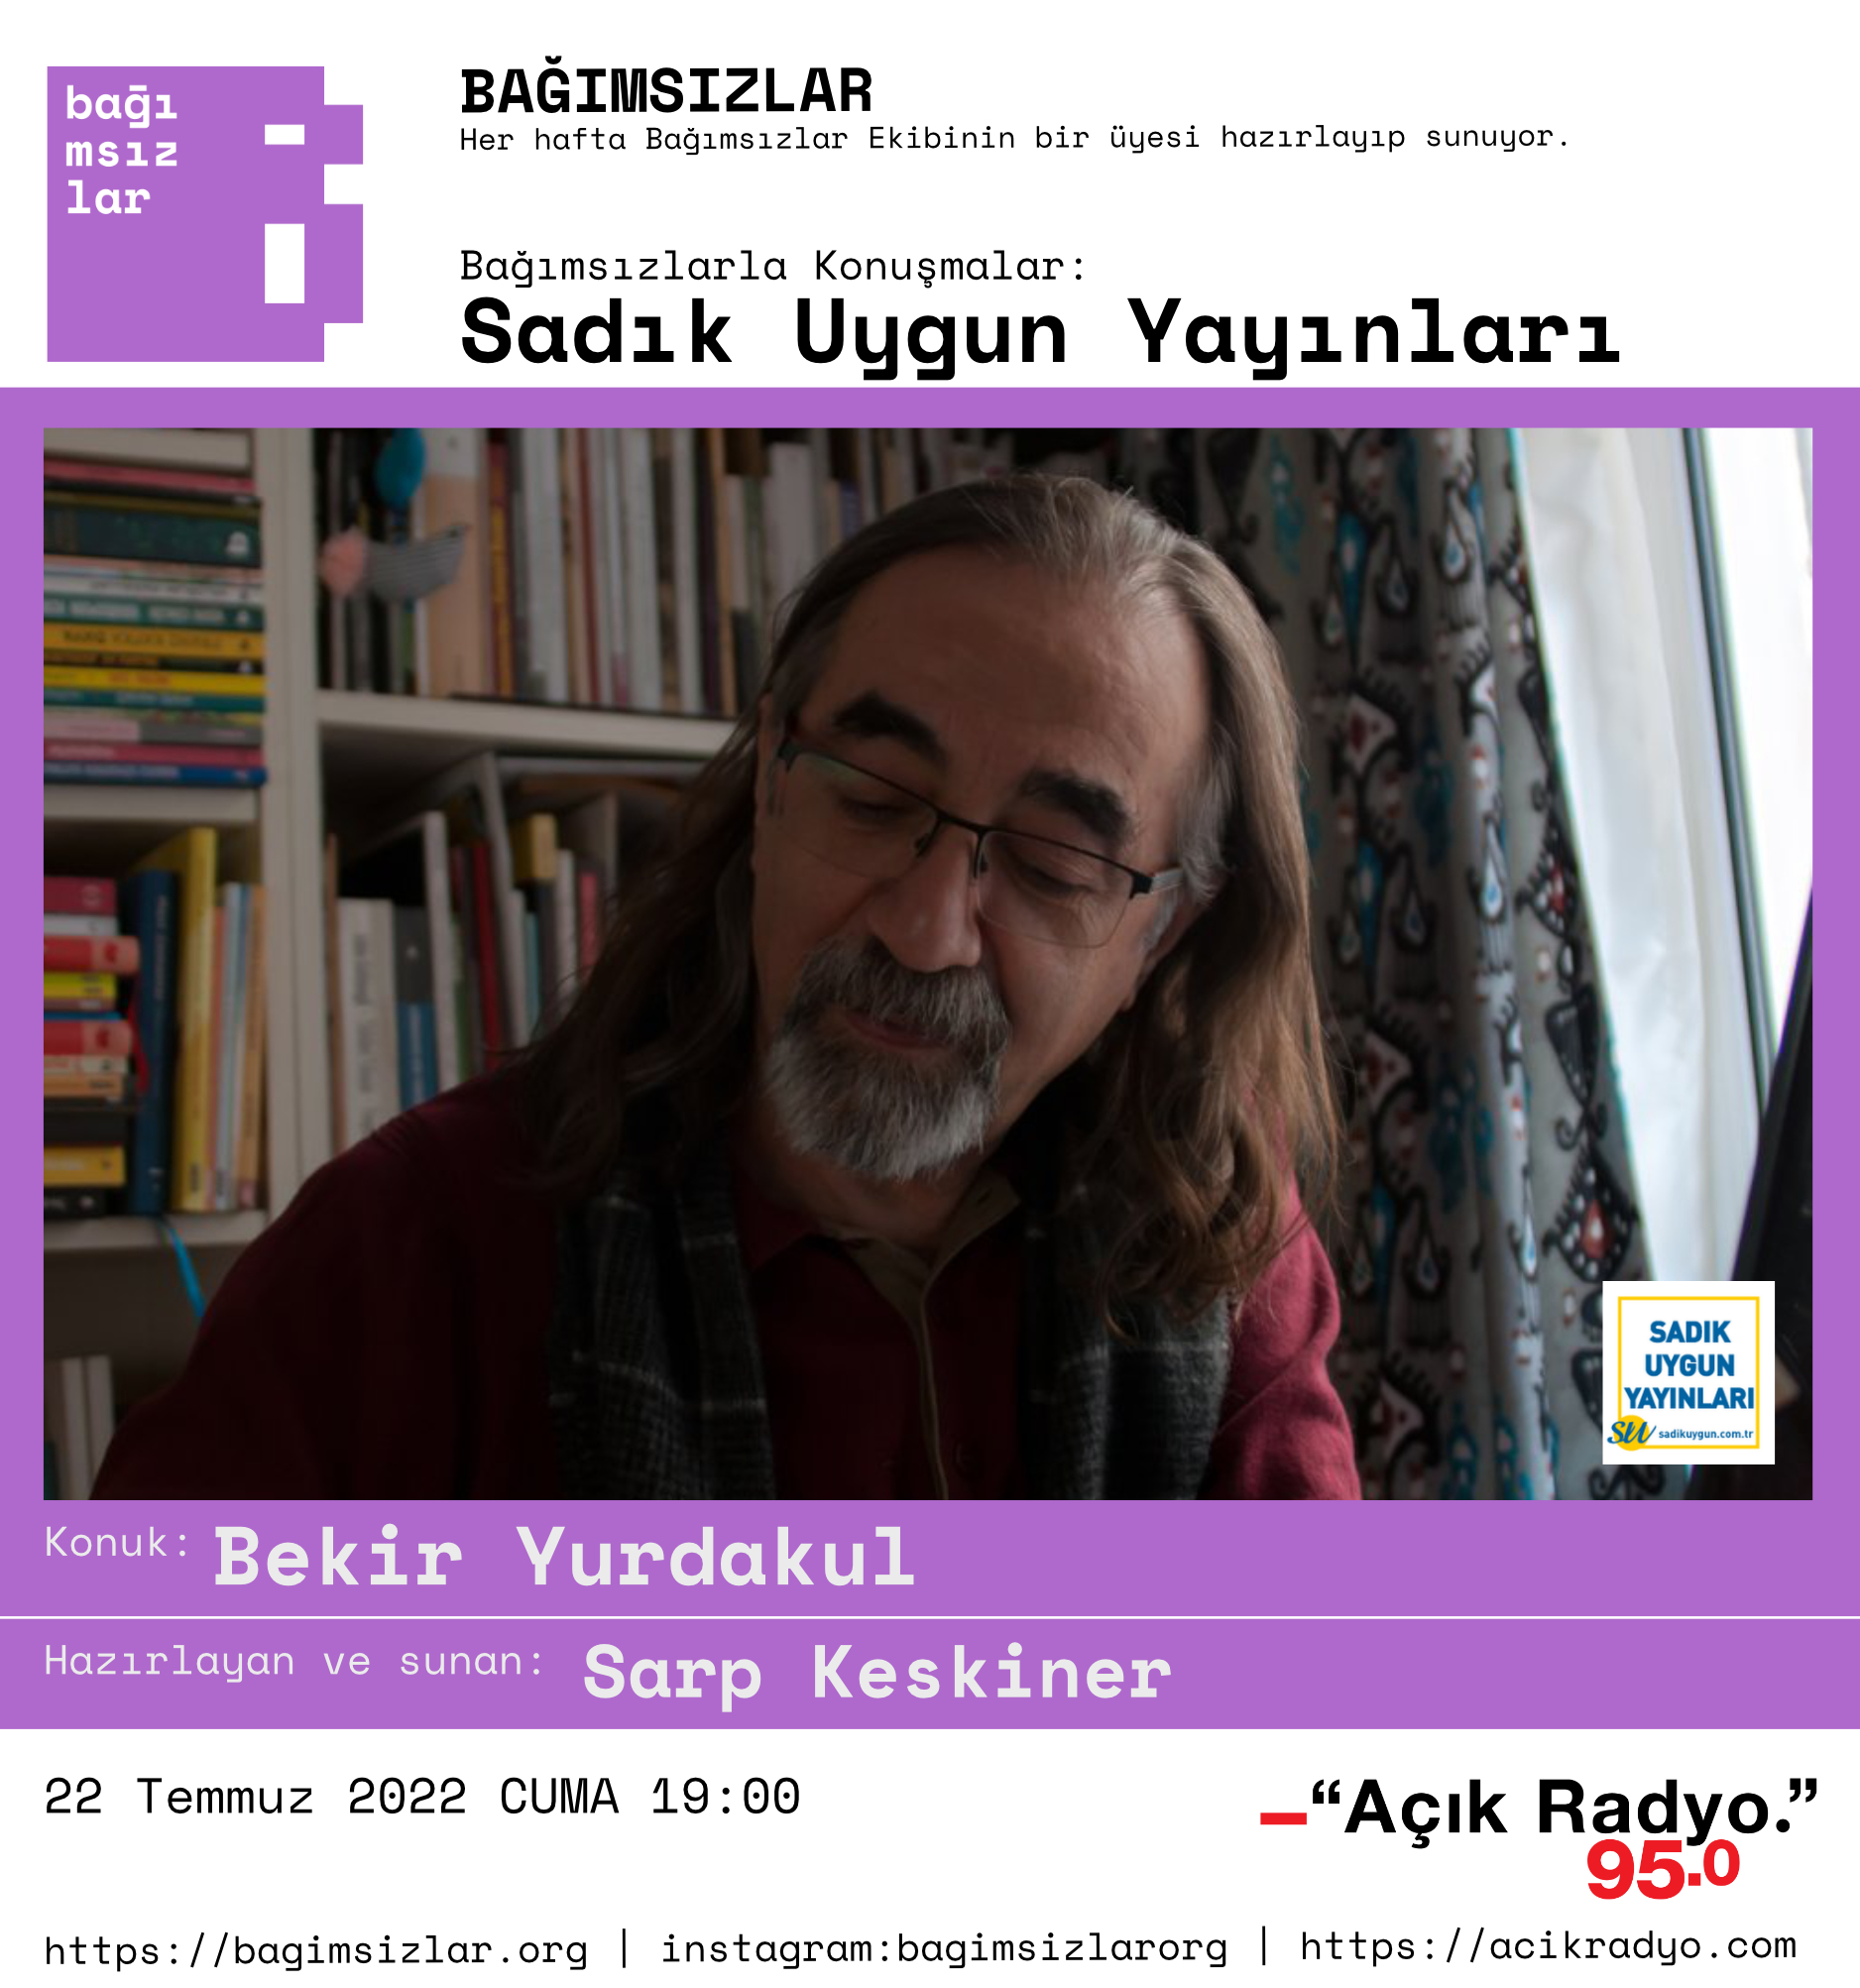 bağı
msız
lar
BAĞIMSIZLAR
Her hafta Bağımsızlar Ekibinin bir üyesi hazırlayıp sunuyor.
Bağımsızlarla Konuşmalar:
Sadık Uygun Yayınları
SADIK
UYGUN
YAYINLARI
su sadikuygun.com.tr
Konuk: Bekir Yurdakul
Hazırlayan ve sunan: Sarp Keskiner
22 Temmuz 2022 CUMA 19:00
—“Açık Radyo.”
95.0
https://bagimsizlar.org | instagram:bagimsizlarorg | https://acikradyo.com